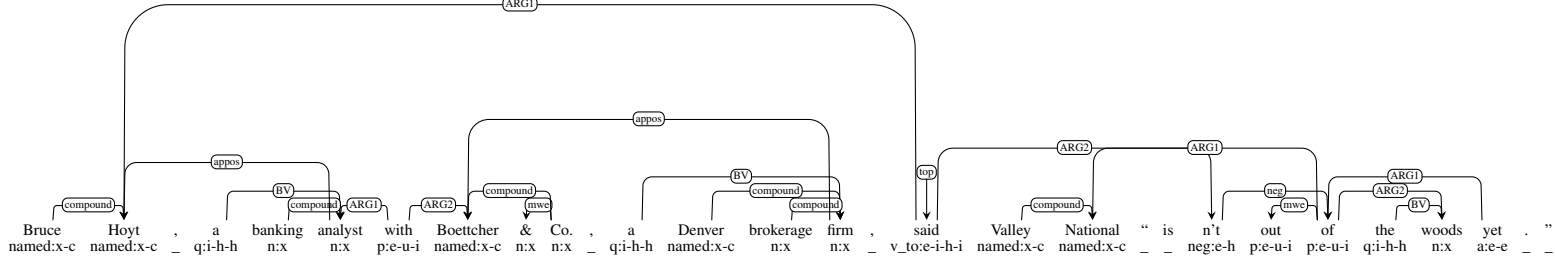 ARG1
appos
ARG2 ARG1
top
BV ARG1
appos compound neg ARG2
BV compound
compound compound ARG1 ARG2 mwe compound compound mwe BV
Bruce Hoyt , a banking analyst with Boettcher & Co. , a Denver brokerage firm , said Valley National “ is n't out of the woods yet . ”
named:x-c named:x-c _ q:i-h-h n:x n:x p:e-u-i named:x-c n:x n:x _ q:i-h-h named:x-c n:x n:x _ v_to:e-i-h-i named:x-c named:x-c _ _ neg:e-h p:e-u-i p:e-u-i q:i-h-h n:x a:e-e _ _